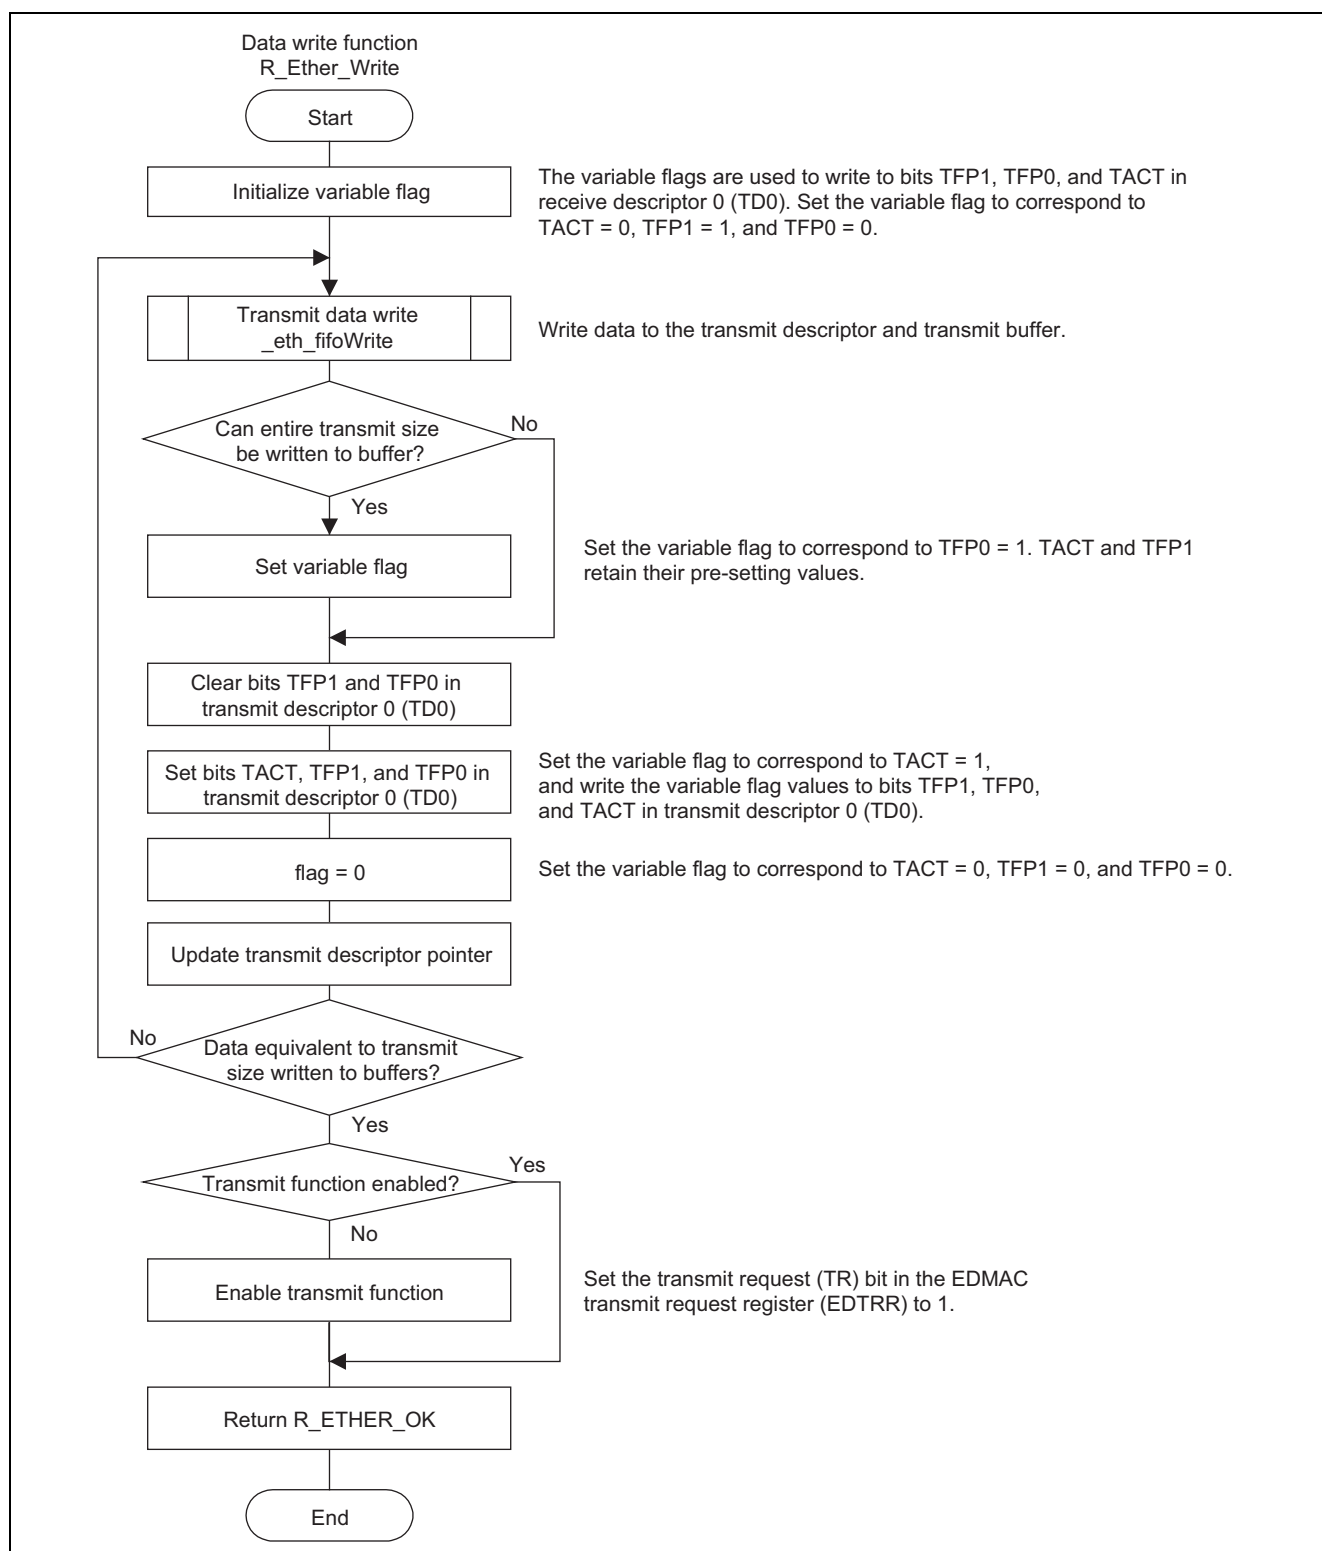 Data write function
R_Ether_Write
Start
Initialize variable flag
The variable flags are used to write to bits TFP1, TFP0, and TACT in
receive descriptor 0 (TD0). Set the variable flag to correspond to
TACT = 0, TFP1 = 1, and TFP0 = 0.
Transmit data write
_eth_fifoWrite
Write data to the transmit descriptor and transmit buffer.
Can entire transmit size
be written to buffer?
No
Yes
Set variable flag
Set the variable flag to correspond to TFP0 = 1. TACT and TFP1
retain their pre-setting values.
Clear bits TFP1 and TFP0 in
transmit descriptor 0 (TD0)
Set bits TACT, TFP1, and TFP0 in
transmit descriptor 0 (TD0)
Set the variable flag to correspond to TACT = 1,
and write the variable flag values to bits TFP1, TFP0,
and TACT in transmit descriptor 0 (TD0).
flag = 0
Set the variable flag to correspond to TACT = 0, TFP1 = 0, and TFP0 = 0.
Update transmit descriptor pointer
No
Data equivalent to transmit
size written to buffers?
Yes
Transmit function enabled?
Yes
No
Enable transmit function
Set the transmit request (TR) bit in the EDMAC
transmit request register (EDTRR) to 1.
Return R_ETHER_OK
End